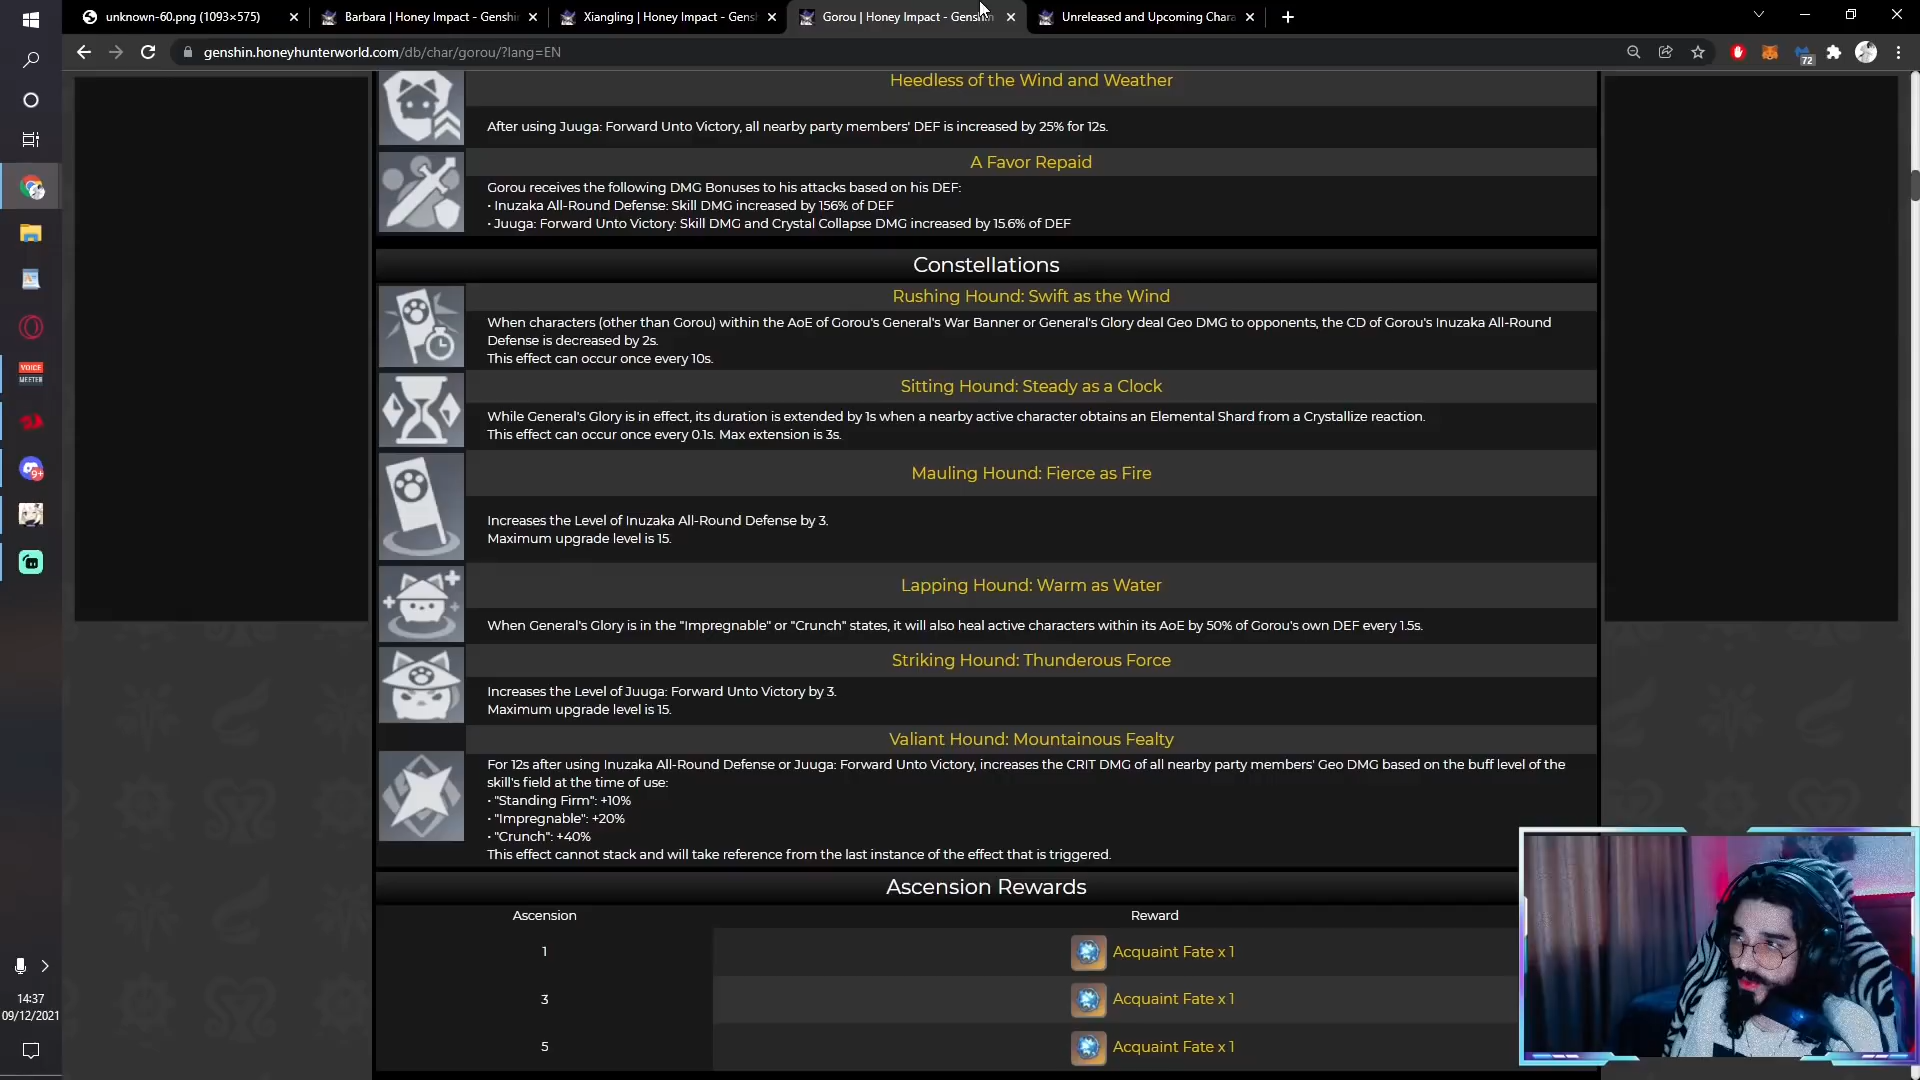 unknown-60.png (1093×575)
Barbara | Honey Impact - Genshi
Xiangling | Honey Impact - Gens
Gorou | Honey Impact - Genshin
Unreleased and Upcoming Chara
genshin.honeyhunterworld.com/db/char/gorou/?lang=EN
72
Heedless of the Wind and Weather
After using Juuga: Forward Unto Victory, all nearby party members' DEF is increased by 25% for 12s.
A Favor Repaid
Gorou receives the following DMG Bonuses to his attacks based on his DEF:
• Inuzaka All-Round Defense: Skill DMG increased by 156% of DEF
• Juuga: Forward Unto Victory: Skill DMG and Crystal Collapse DMG increased by 15.6% of DEF
Constellations
Rushing Hound: Swift as the Wind
When characters (other than Gorou) within the AoE of Gorou's General's War Banner or General's Glory deal Geo DMG to opponents, the CD of Gorou's Inuzaka All-Round
Defense is decreased by 2s.
This effect can occur once every 10s.
Sitting Hound: Steady as a Clock
While General's Glory is in effect, its duration is extended by 1s when a nearby active character obtains an Elemental Shard from a Crystallize reaction.
This effect can occur once every 0.1s. Max extension is 3s.
Mauling Hound: Fierce as Fire
Increases the Level of Inuzaka All-Round Defense by 3.
Maximum upgrade level is 15.
Lapping Hound: Warm as Water
When General's Glory is in the "Impregnable" or "Crunch" states, it will also heal active characters within its AoE by 50% of Gorou's own DEF every 1.5s.
Striking Hound: Thunderous Force
Increases the Level of Juuga: Forward Unto Victory by 3.
Maximum upgrade level is 15.
Valiant Hound: Mountainous Fealty
For 12s after using Inuzaka All-Round Defense or Juuga: Forward Unto Victory, increases the CRIT DMG of all nearby party members' Geo DMG based on the buff level of the
skill's field at the time of use:
• "Standing Firm": +10%
• "Impregnable": +20%
• "Crunch": +40%
This effect cannot stack and will take reference from the last instance of the effect that is triggered.
Ascension Rewards
Ascension Reward
1 Acquaint Fate x 1
3 Acquaint Fate x 1
5 Acquaint Fate x 1
VOICE
MEETER
9+
14:37
09/12/2021